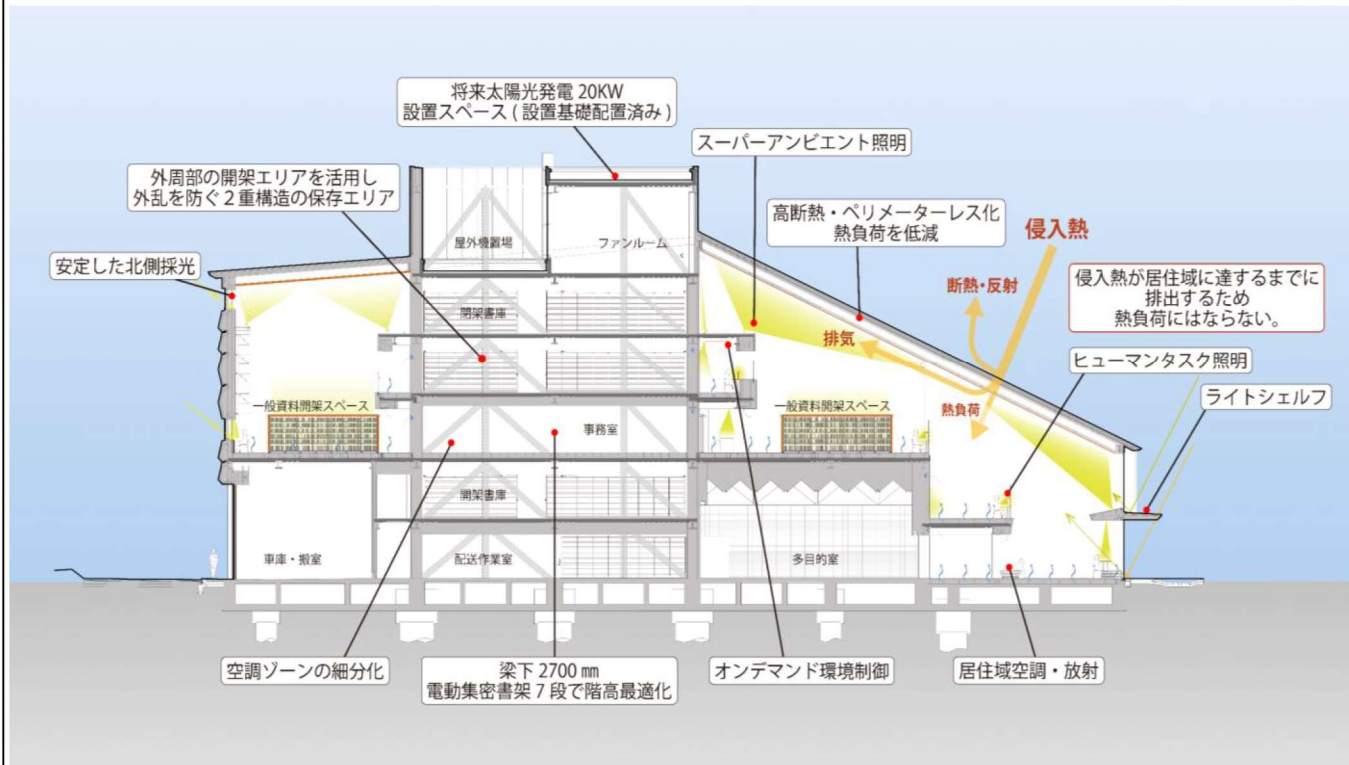 将来太陽光発電 20KW
設置スペース ( 設置基礎配置済み )
スーパーアンビエント照明
外周部の開架エリアを活用し
外乱を防ぐ２重構造の保存エリア
高断熱・ペリメーターレス化
熱負荷を低減
侵入熱
安定した北側採光
屋外機置場
ファンルーム
断熱・反射
侵入熱が居住域に達するまでに
排出するため
熱負荷にはならない。
閉架書庫
排気
ヒューマンタスク照明
ライトシェルフ
一般資料開架スペース
事務室
一般資料開架スペース
熱負荷
開架書庫
車庫・搬室
配送作業室
多目的室
空調ゾーンの細分化
梁下 2700 ㎜
電動集密書架 7 段で階高最適化
オンデマンド環境制御
居住域空調・放射